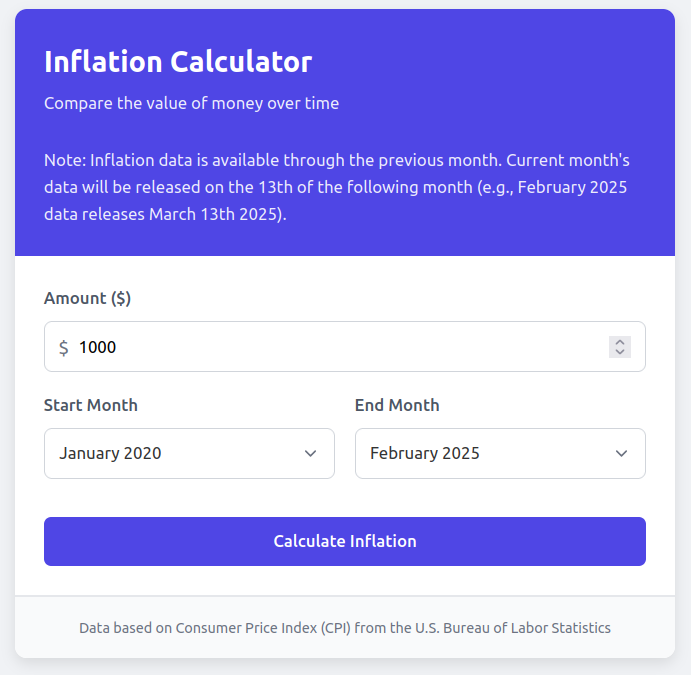 Inflation Calculator
Compare the value of money over time
Note: Inflation data is available through the previous month. Current month's
data will be released on the 13th of the following month (e.g., February 2025
data releases March 13th 2025).
Amount ($)
$ 1000
Start Month
End Month
January 2020
February 2025
Calculate Inflation
Data based on Consumer Price Index (CPI) from the U.S. Bureau of Labor Statistics